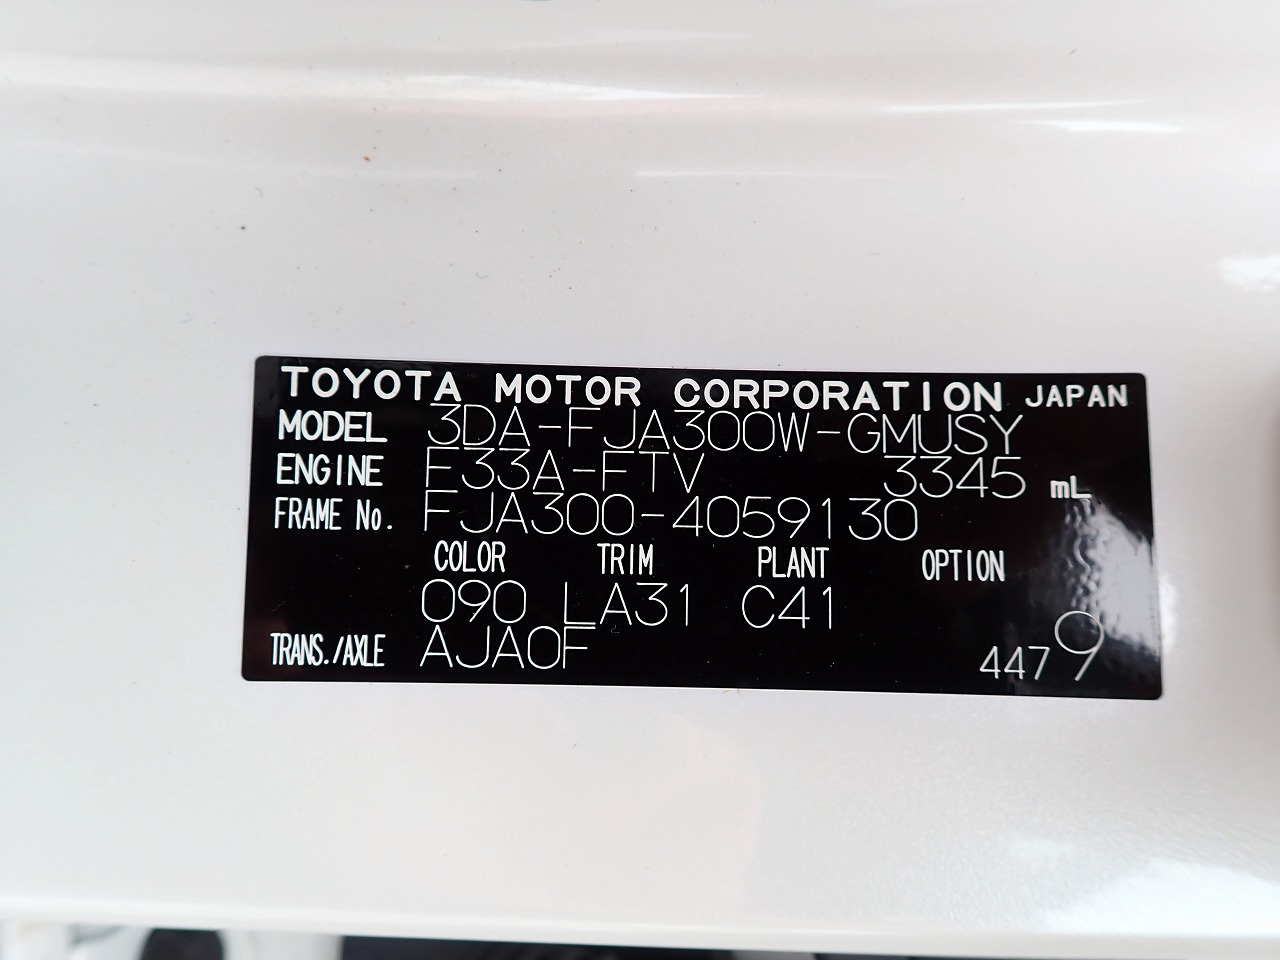 TOYOTA MOTOR CORPORATION JAPAN
MODEL 3DA-FJA300W-GMUSY
ENGINE F33A-FTV 3345 mL
FRAME No. FJA300-4059130
COLOR TRIM PLANT OPTION
090 LA31 C41
TRANS./AXLE AJA0F 4479